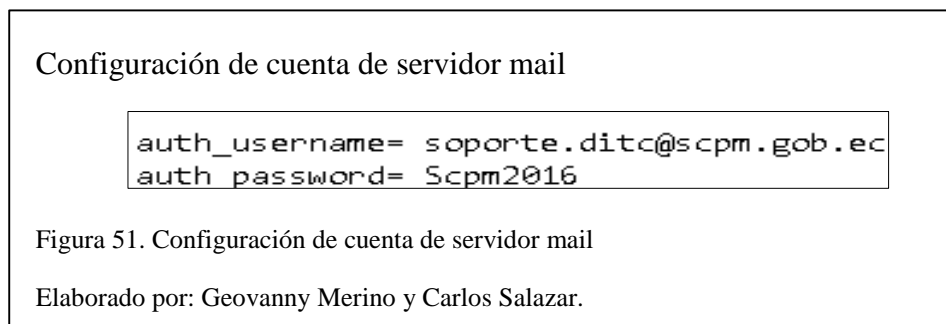 Configuración de cuenta de servidor mail
auth_username= soporte.ditc@scpm.gob.ec
auth_password= Scpm2016
Figura 51. Configuración de cuenta de servidor mail
Elaborado por: Geovanny Merino y Carlos Salazar.